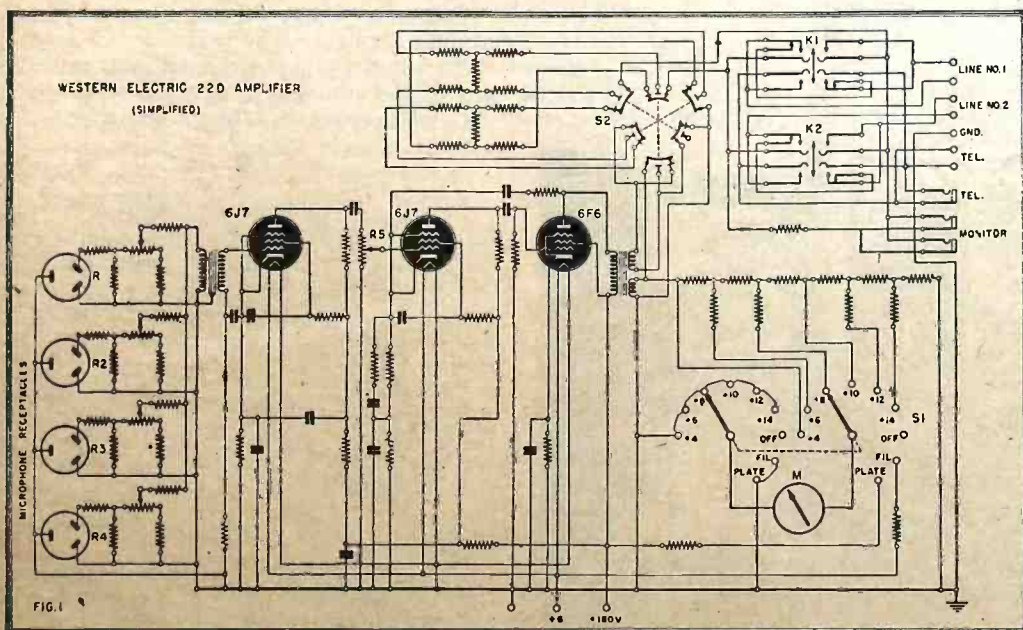 WESTERN ELECTRIC 22D AMPLIFIER
(SIMPLIFIED)
K1
LINE NO.1
LINE NO.2
S2
K2
GND.
TEL.
TEL.
MONITOR
6J7
R5
6J7
6F6
R
R2
R3
R4
MICROPHONE RECEPTACLES
+4
+6
+8
+10
+12
+14
OFF
FIL
PLATE
+4
+6
+8
+10
+12
+14
OFF
FIL
PLATE
S1
M
FIG.1
+6
+180V